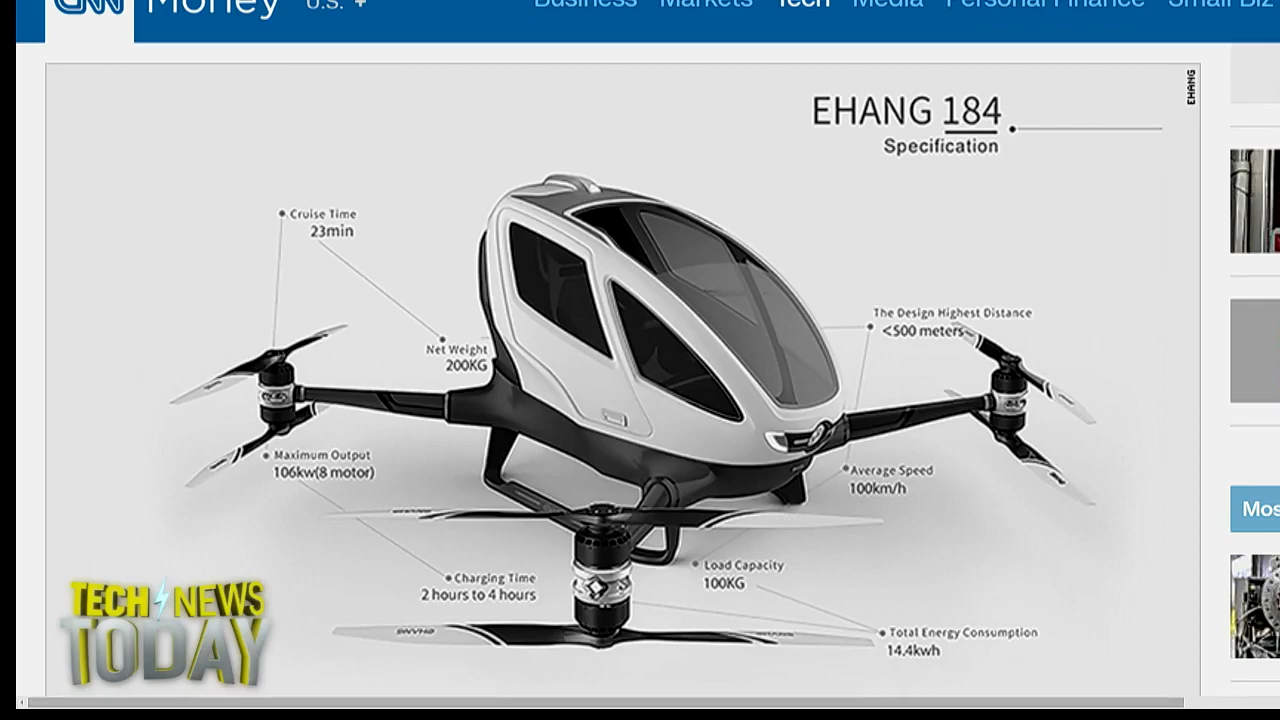 CNN Money U.S. +
Business Markets Tech Media Personal Finance Small Biz
EHANG
EHANG 184
Specification
Cruise Time
23min
The Design Highest Distance
<500 meters
Net Weight
200KG
Maximum Output
106kw(8 motor)
Average Speed
100km/h
Load Capacity
100KG
Charging Time
2 hours to 4 hours
Total Energy Consumption
14.4kwh
EHANG
TECH NEWS
TODAY
Mos